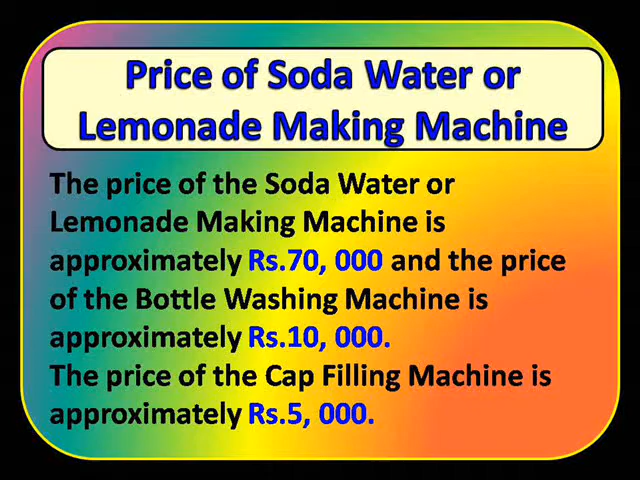 Price of Soda Water or
Lemonade Making Machine
The price of the Soda Water or
Lemonade Making Machine is
approximately Rs.70, 000 and the price
of the Bottle Washing Machine is
approximately Rs.10, 000.
The price of the Cap Filling Machine is
approximately Rs.5, 000.